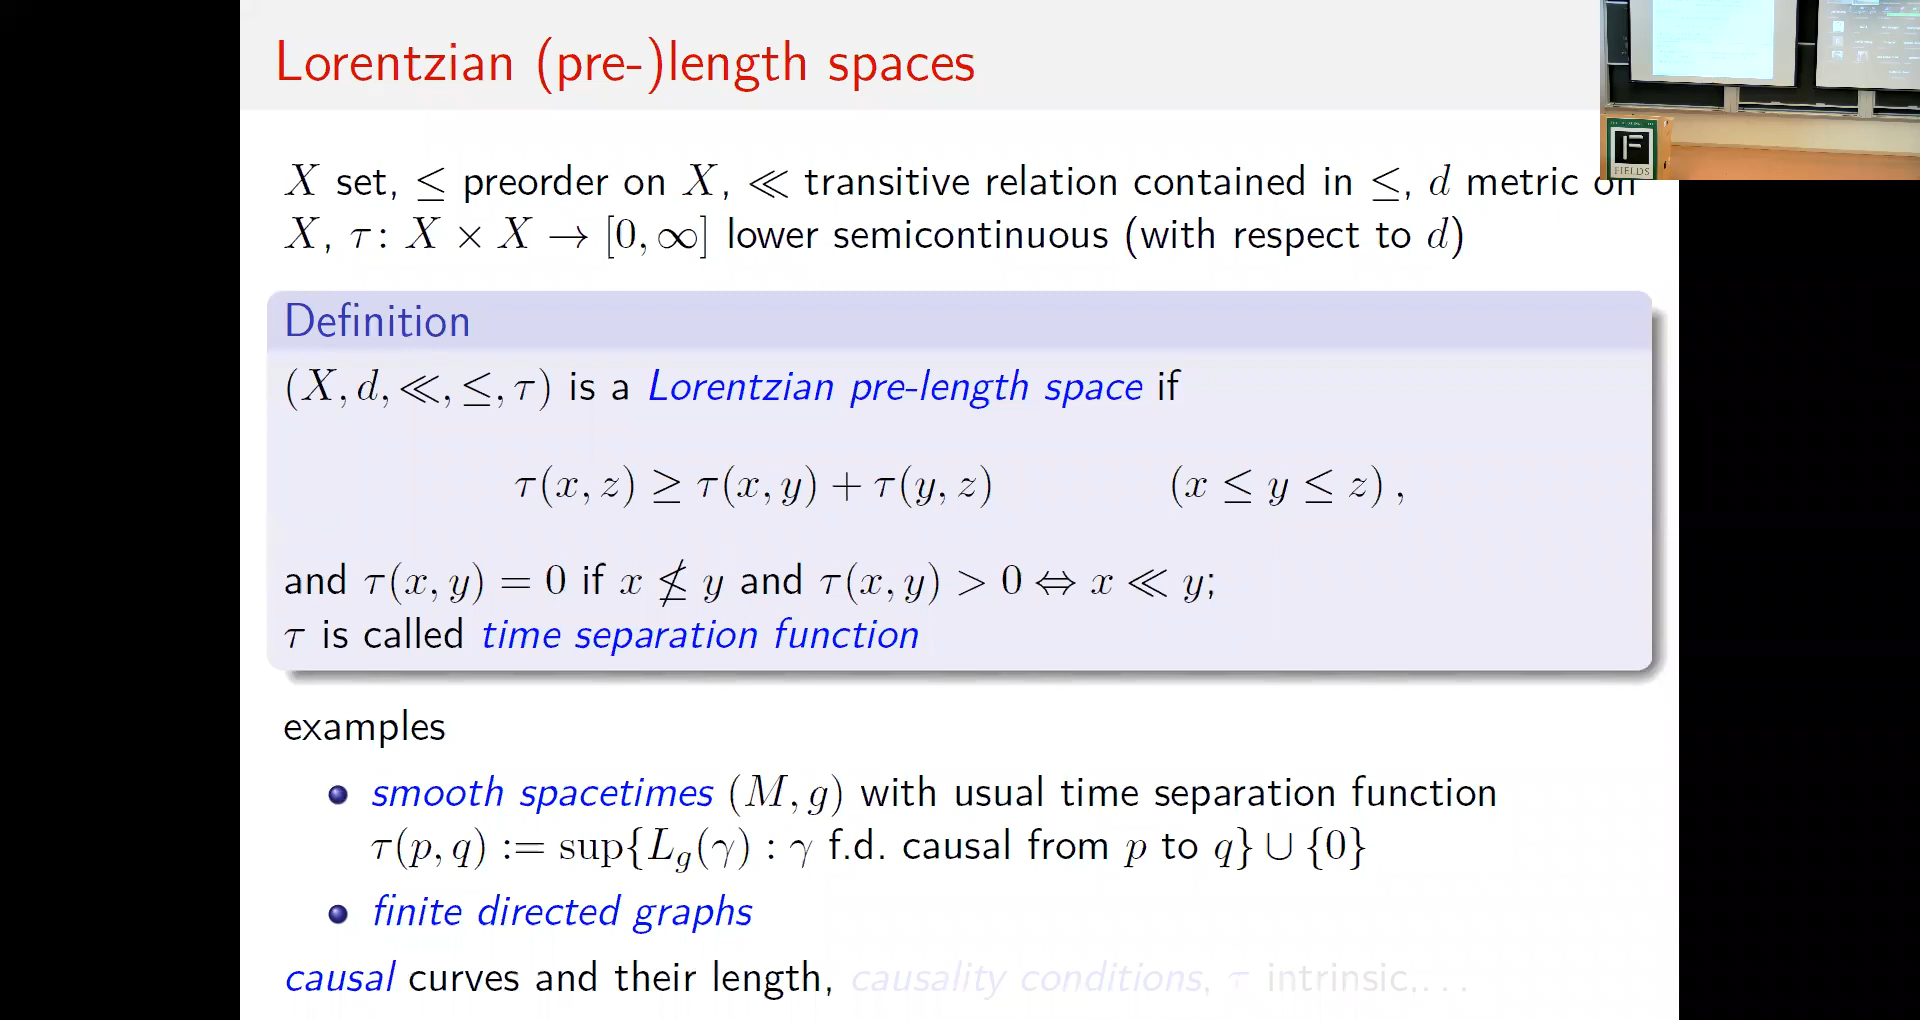 Lorentzian (pre-)length spaces
X set, ≤ preorder on X, ≪ transitive relation contained in ≤, d metric on
X, τ: X × X → [0, ∞] lower semicontinuous (with respect to d)
Definition
(X, d, ≪, ≤, τ) is a Lorentzian pre-length space if
τ(x, z) ≥ τ(x, y) + τ(y, z) (x ≤ y ≤ z) ,
and τ(x, y) = 0 if x ≰ y and τ(x, y) > 0 ⇔ x ≪ y;
τ is called time separation function
examples
smooth spacetimes (M, g) with usual time separation function
τ(p, q) := sup{L_g(γ) : γ f.d. causal from p to q} ∪ {0}
finite directed graphs
causal curves and their length, causality conditions, τ intrinsic,...
F
FIELDS